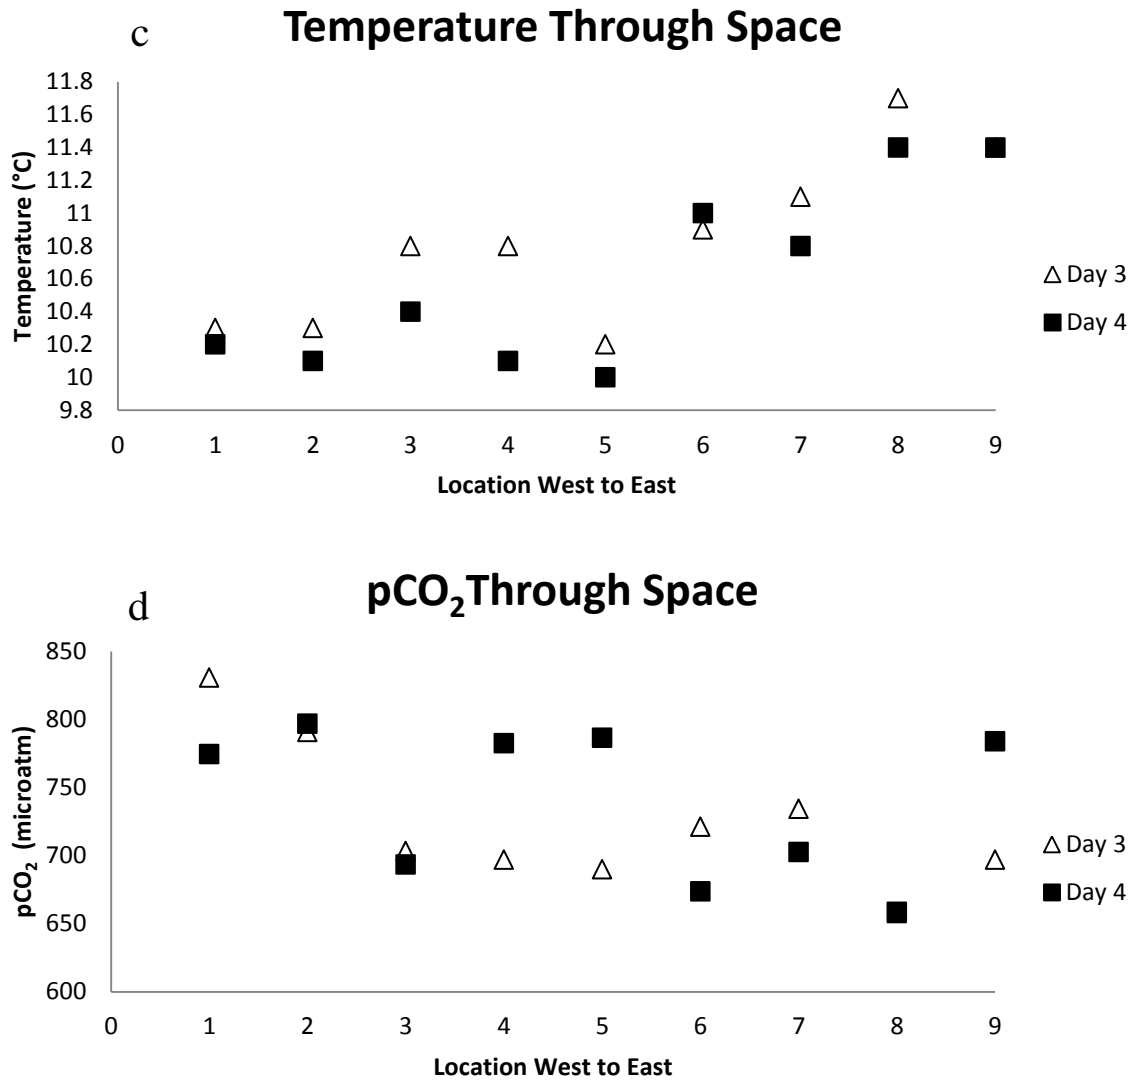 c
Temperature Through Space
11.8
11.6
11.4
11.2
11
10.8
10.6
10.4
10.2
10
9.8
Temperature (°C)
0 1 2 3 4 5 6 7 8 9
Location West to East
Day 3
Day 4
d
pCO₂Through Space
850
800
750
700
650
600
pCO₂ (microatm)
0 1 2 3 4 5 6 7 8 9
Location West to East
Day 3
Day 4